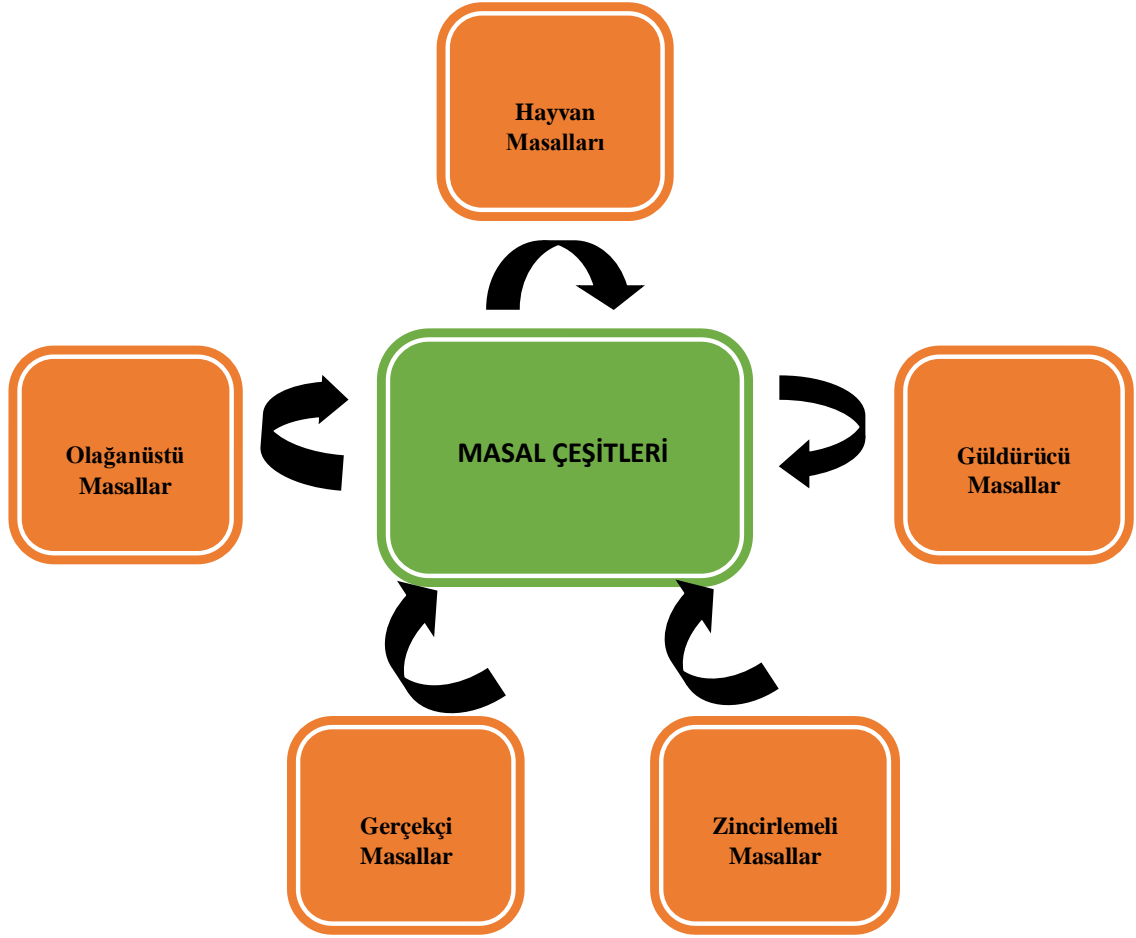 Hayvan
Masalları
Olağanüstü
Masallar
MASAL ÇEŞİTLERİ
Güldürücü
Masallar
Gerçekçi
Masallar
Zincirlemeli
Masallar